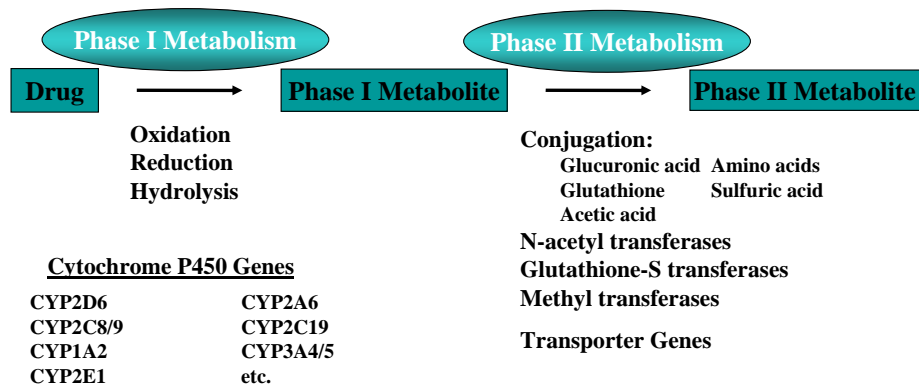 Phase I Metabolism
Phase II Metabolism
Drug
Phase I Metabolite
Phase II Metabolite
Oxidation
Reduction
Hydrolysis
Conjugation:
Glucuronic acid Amino acids
Glutathione Sulfuric acid
Acetic acid
N-acetyl transferases
Glutathione-S transferases
Methyl transferases
Transporter Genes
Cytochrome P450 Genes
CYP2D6 CYP2A6
CYP2C8/9 CYP2C19
CYP1A2 CYP3A4/5
CYP2E1 etc.